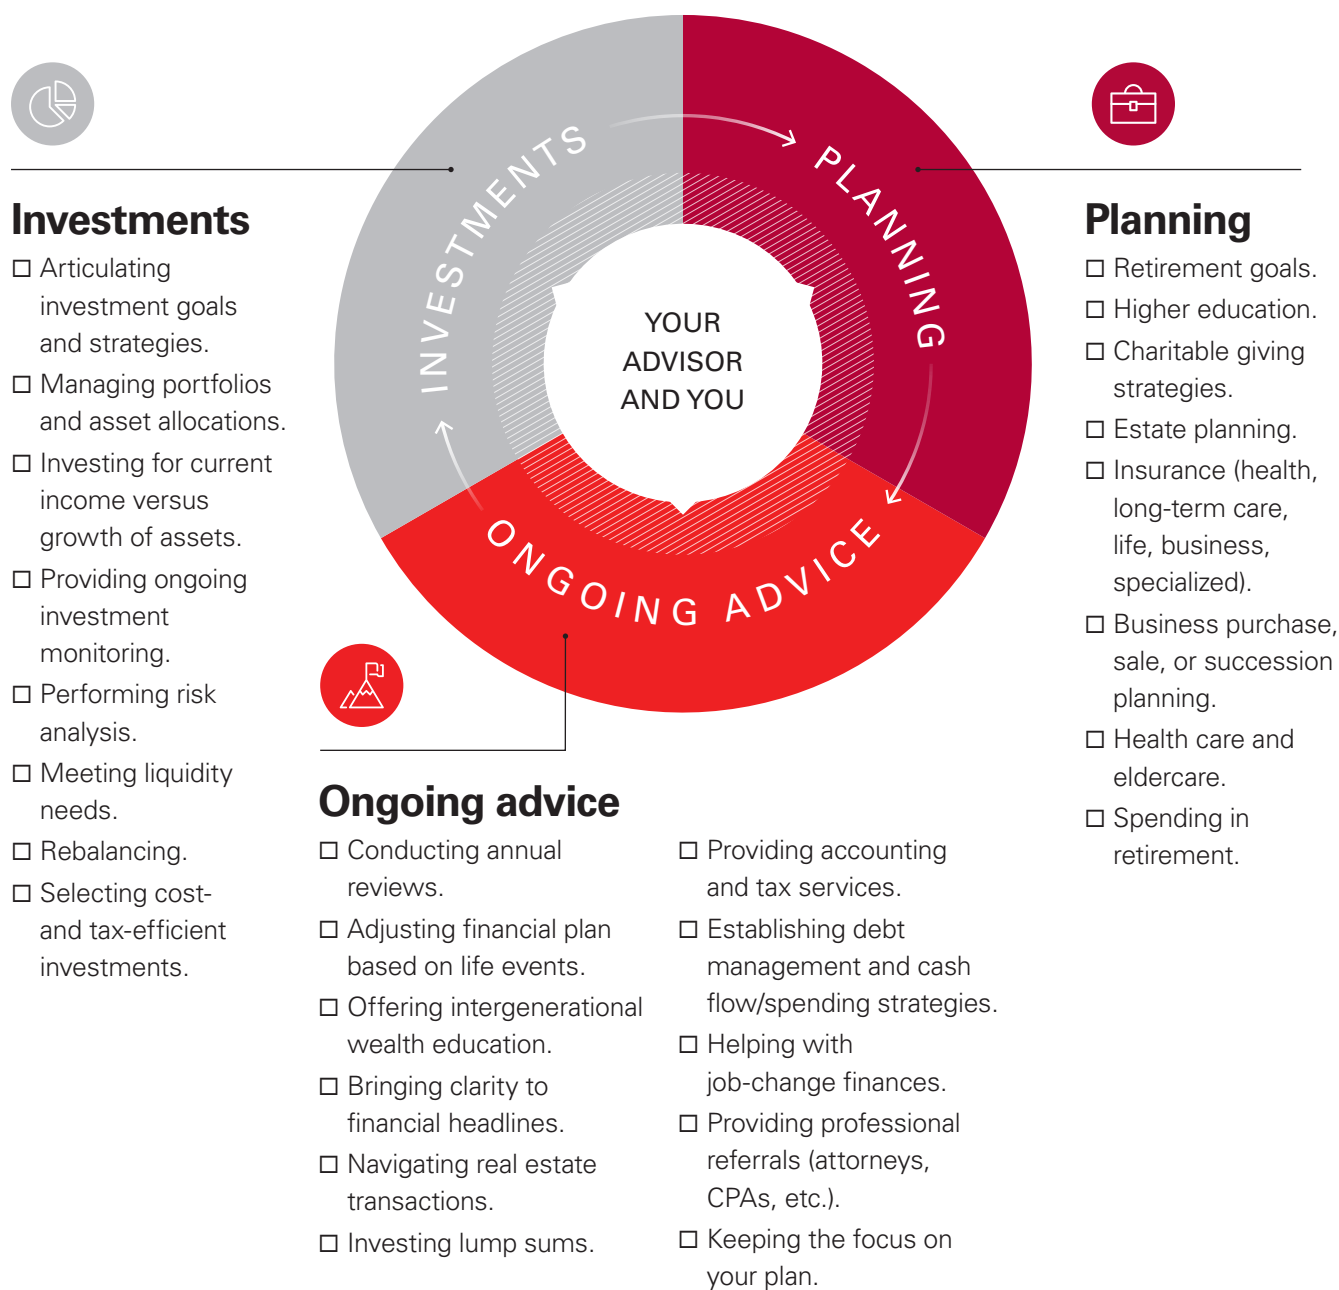 INVESTMENTS
PLANNING
ONGOING ADVICE
YOUR
ADVISOR
AND YOU
Investments
☐ Articulating
investment goals
and strategies.
☐ Managing portfolios
and asset allocations.
☐ Investing for current
income versus
growth of assets.
☐ Providing ongoing
investment
monitoring.
☐ Performing risk
analysis.
☐ Meeting liquidity
needs.
☐ Rebalancing.
☐ Selecting cost-
and tax-efficient
investments.
Planning
☐ Retirement goals.
☐ Higher education.
☐ Charitable giving
strategies.
☐ Estate planning.
☐ Insurance (health,
long-term care,
life, business,
specialized).
☐ Business purchase,
sale, or succession
planning.
☐ Health care and
eldercare.
☐ Spending in
retirement.
Ongoing advice
☐ Conducting annual
reviews.
☐ Adjusting financial plan
based on life events.
☐ Offering intergenerational
wealth education.
☐ Bringing clarity to
financial headlines.
☐ Navigating real estate
transactions.
☐ Investing lump sums.
☐ Providing accounting
and tax services.
☐ Establishing debt
management and cash
flow/spending strategies.
☐ Helping with
job-change finances.
☐ Providing professional
referrals (attorneys,
CPAs, etc.).
☐ Keeping the focus on
your plan.